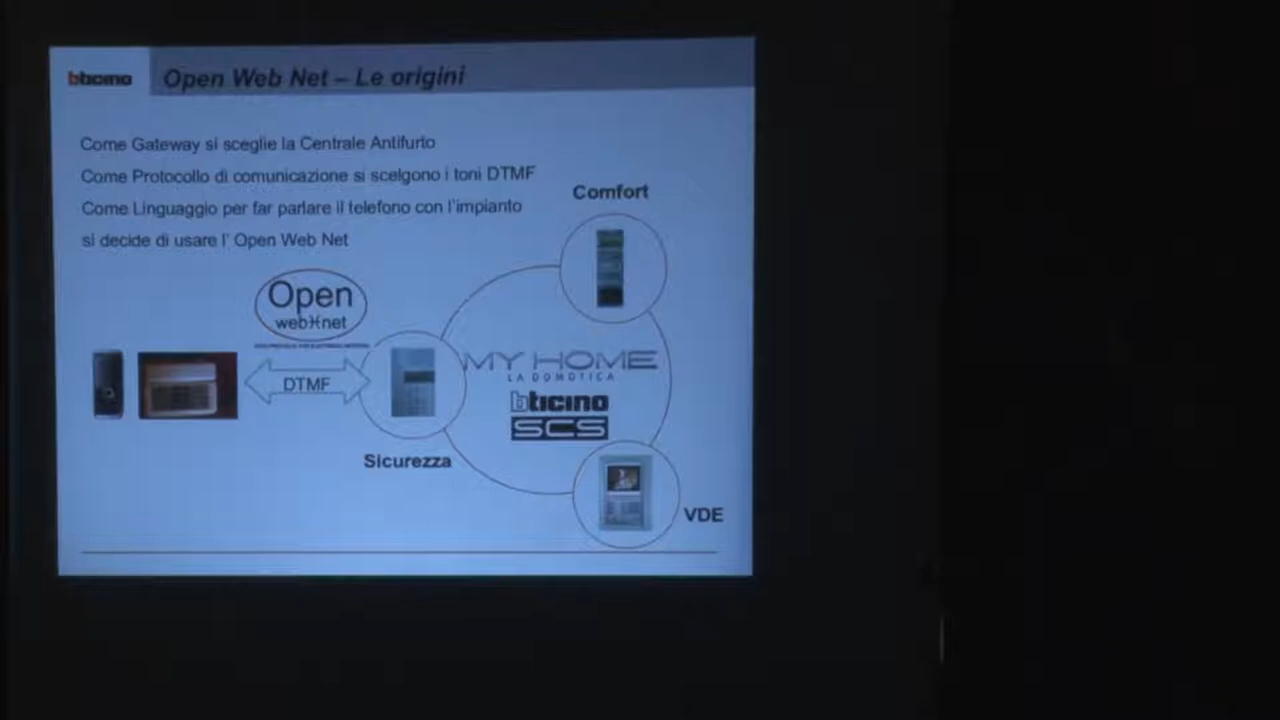 bticino
Open Web Net – Le origini
Come Gateway si sceglie la Centrale Antifurto
Come Protocollo di comunicazione si scelgono i toni DTMF
Come Linguaggio per far parlare il telefono con l'impianto
si decide di usare l' Open Web Net
Comfort
Open
web net
DTMF
MY HOME
LA DOMOTICA
bticino
SCS
Sicurezza
VDE